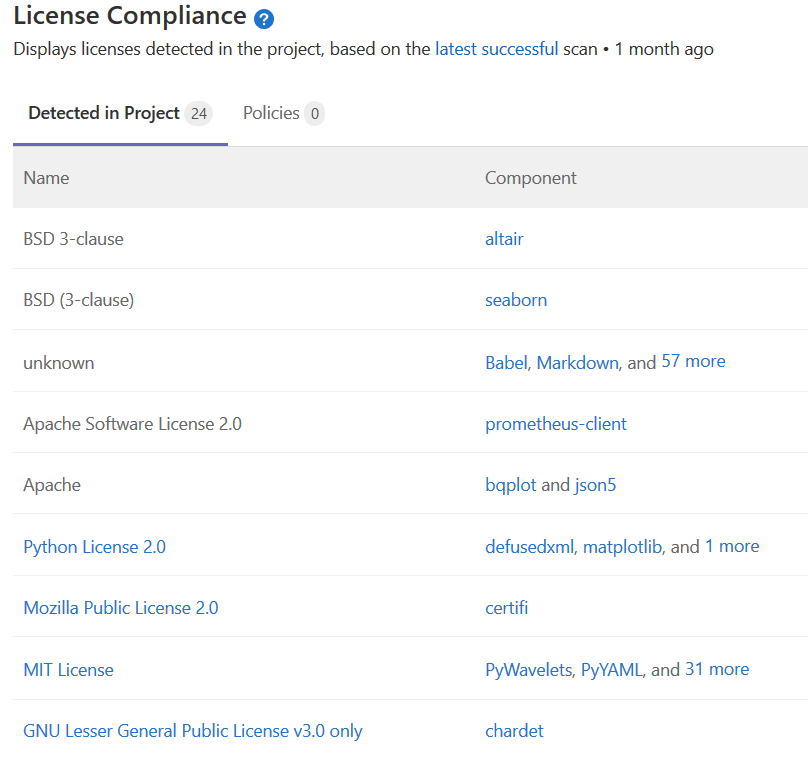 License Compliance ?
Displays licenses detected in the project, based on the latest successful scan • 1 month ago
Detected in Project 24 Policies 0
Name Component
BSD 3-clause altair
BSD (3-clause) seaborn
unknown Babel, Markdown, and 57 more
Apache Software License 2.0 prometheus-client
Apache bqplot and json5
Python License 2.0 defusedxml, matplotlib, and 1 more
Mozilla Public License 2.0 certifi
MIT License PyWavelets, PyYAML, and 31 more
GNU Lesser General Public License v3.0 only chardet